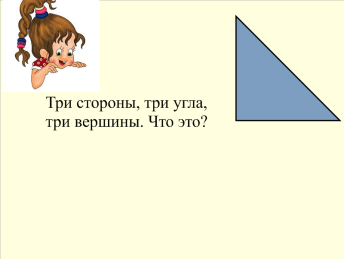 Три стороны, три угла,
три вершины. Что это?